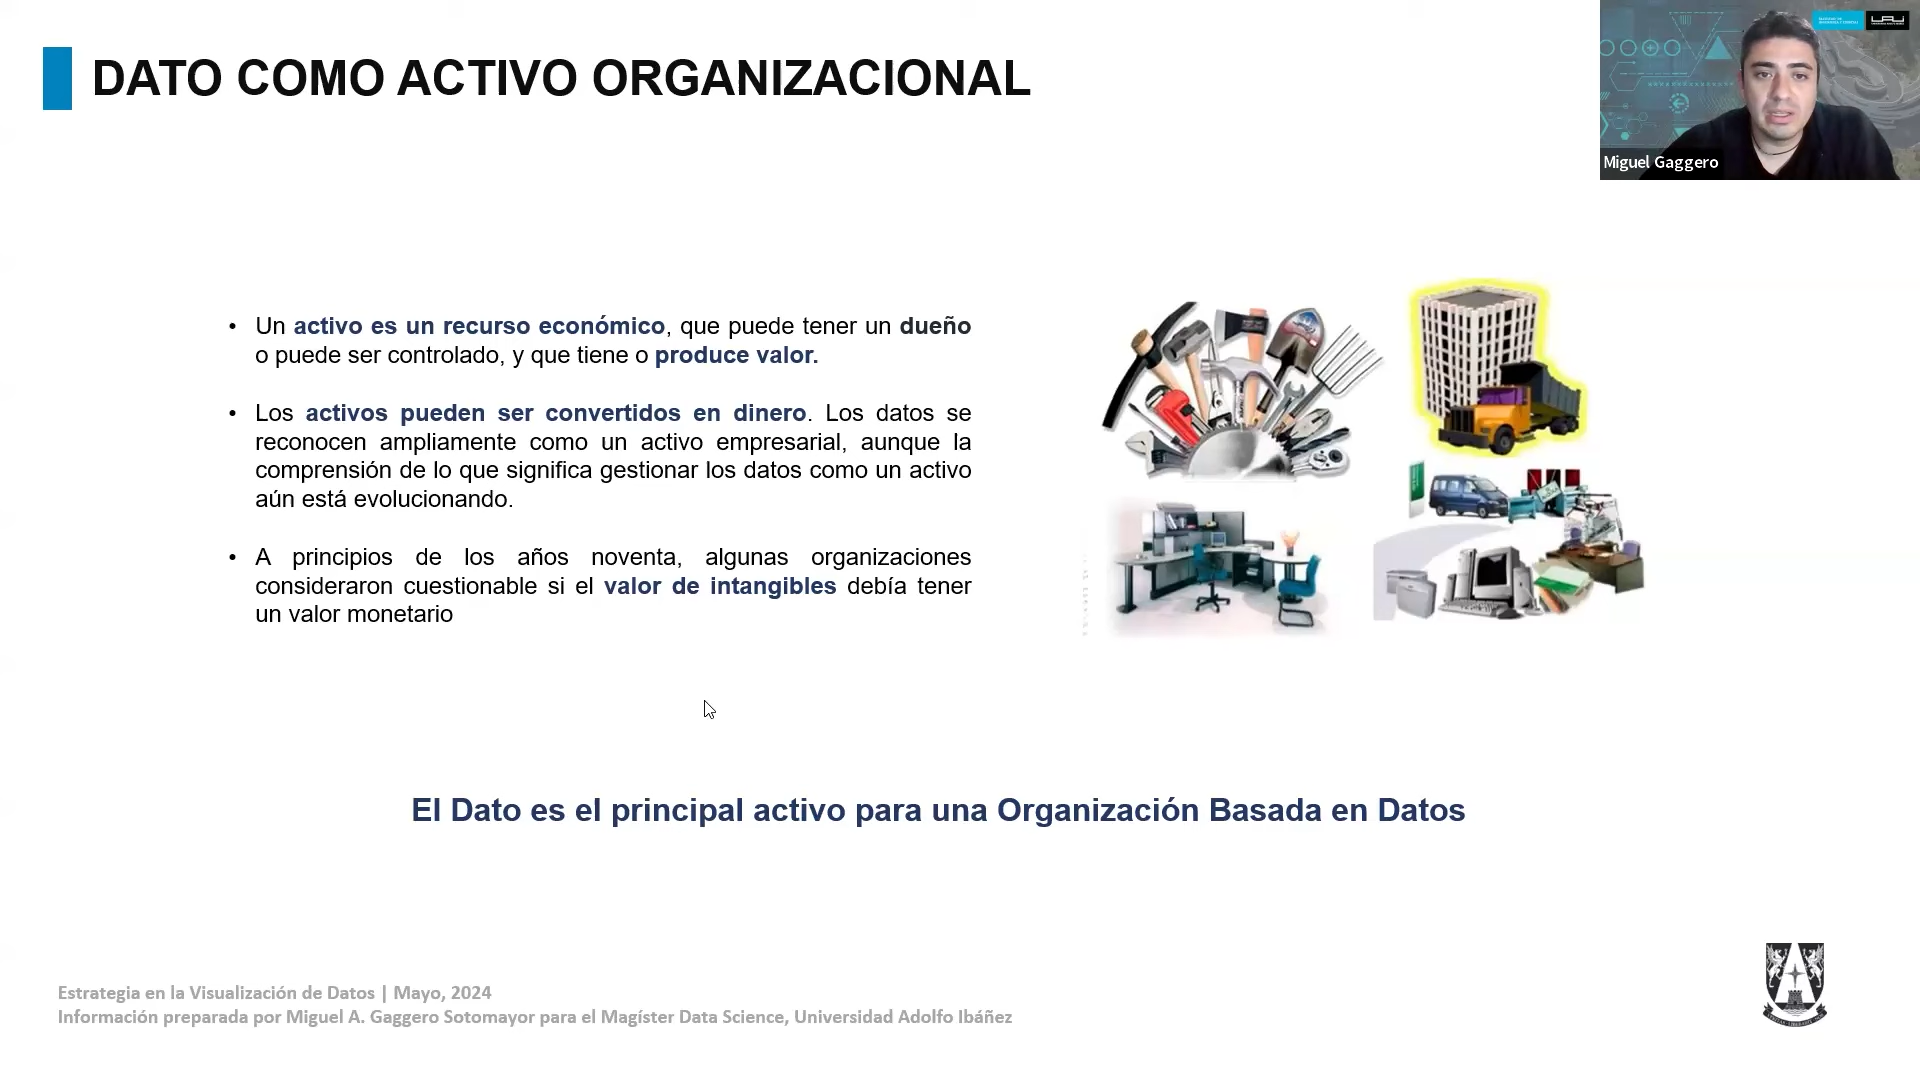 DATO COMO ACTIVO ORGANIZACIONAL
Miguel Gaggero
• Un activo es un recurso económico, que puede tener un dueño
o puede ser controlado, y que tiene o produce valor.
• Los activos pueden ser convertidos en dinero. Los datos se
reconocen ampliamente como un activo empresarial, aunque la
comprensión de lo que significa gestionar los datos como un activo
aún está evolucionando.
• A principios de los años noventa, algunas organizaciones
consideraron cuestionable si el valor de intangibles debía tener
un valor monetario
El Dato es el principal activo para una Organización Basada en Datos
Estrategia en la Visualización de Datos | Mayo, 2024
Información preparada por Miguel A. Gaggero Sotomayor para el Magíster Data Science, Universidad Adolfo Ibáñez